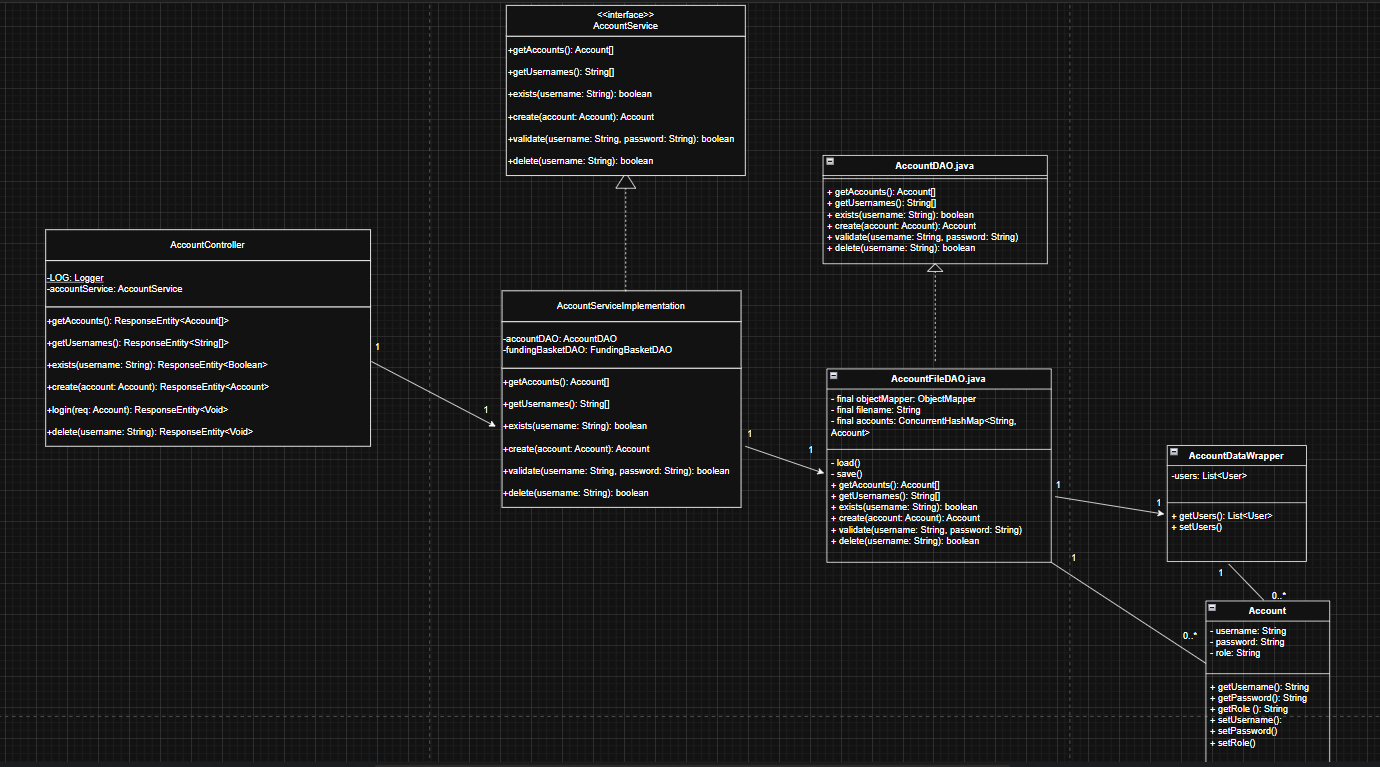 <<interface>>
AccountService
+getAccounts(): Account[]
+getUsernames(): String[]
+exists(username: String): boolean
+create(account: Account): Account
+validate(username: String, password: String): boolean
+delete(username: String): boolean
AccountDAO.java
+ getAccounts(): Account[]
+ getUsernames(): String[]
+ exists(username: String): boolean
+ create(account: Account): Account
+ validate(username: String, password: String)
+ delete(username: String): boolean
AccountController
-LOG: Logger
-accountService: AccountService
+getAccounts(): ResponseEntity<Account[]>
+getUsernames(): ResponseEntity<String[]>
+exists(username: String): ResponseEntity<Boolean>
+create(account: Account): ResponseEntity<Account>
+login(req: Account): ResponseEntity<Void>
+delete(username: String): ResponseEntity<Void>
1
1
AccountServiceImplementation
-accountDAO: AccountDAO
-fundingBasketDAO: FundingBasketDAO
+getAccounts(): Account[]
+getUsernames(): String[]
+exists(username: String): boolean
+create(account: Account): Account
+validate(username: String, password: String): boolean
+delete(username: String): boolean
1
1
AccountFileDAO.java
- final objectMapper: ObjectMapper
- final filename: String
- final accounts: ConcurrentHashMap<String,
Account>
- load()
- save()
+ getAccounts(): Account[]
+ getUsernames(): String[]
+ exists(username: String): boolean
+ create(account: Account): Account
+ validate(username: String, password: String)
+ delete(username: String): boolean
1
1
AccountDataWrapper
-users: List<User>
+ getUsers(): List<User>
+ setUsers()
1
1
0..*
0..*
Account
- username: String
- password: String
- role: String
+ getUsername(): String
+ getPassword(): String
+ getRole (): String
+ setUsername():
+ setPassword()
+ setRole()